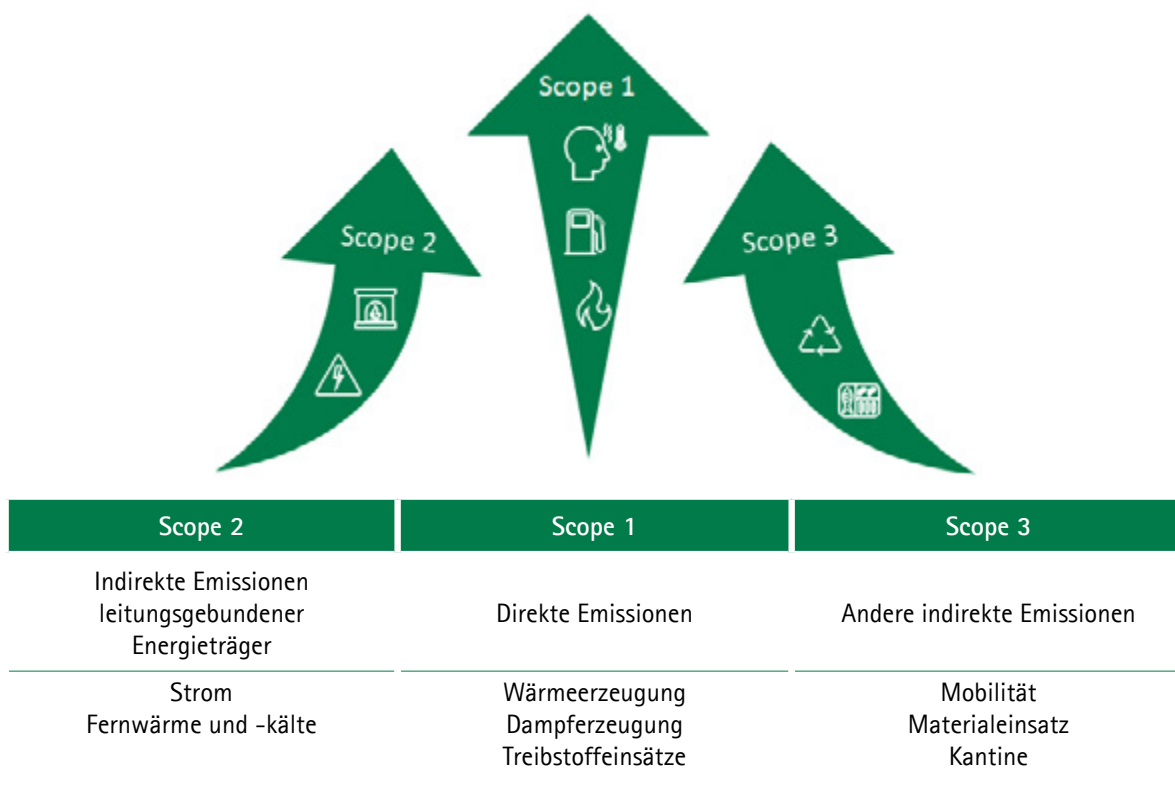 Scope 1
Scope 2
Scope 3
Scope 2
Scope 1
Scope 3
Indirekte Emissionen
leitungsgebundener
Energieträger
Direkte Emissionen
Andere indirekte Emissionen
Strom
Fernwärme und -kälte
Wärmeerzeugung
Dampferzeugung
Treibstoffeinsätze
Mobilität
Materialeinsatz
Kantine